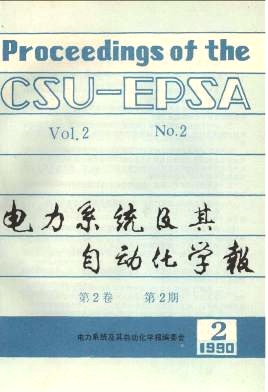 Proceedings of the
CSU-EPSA
Vol.2 No.2
电力系统及其
自动化学报
第2卷 第2期
电力系统及其自动化学报编委会
2
1990